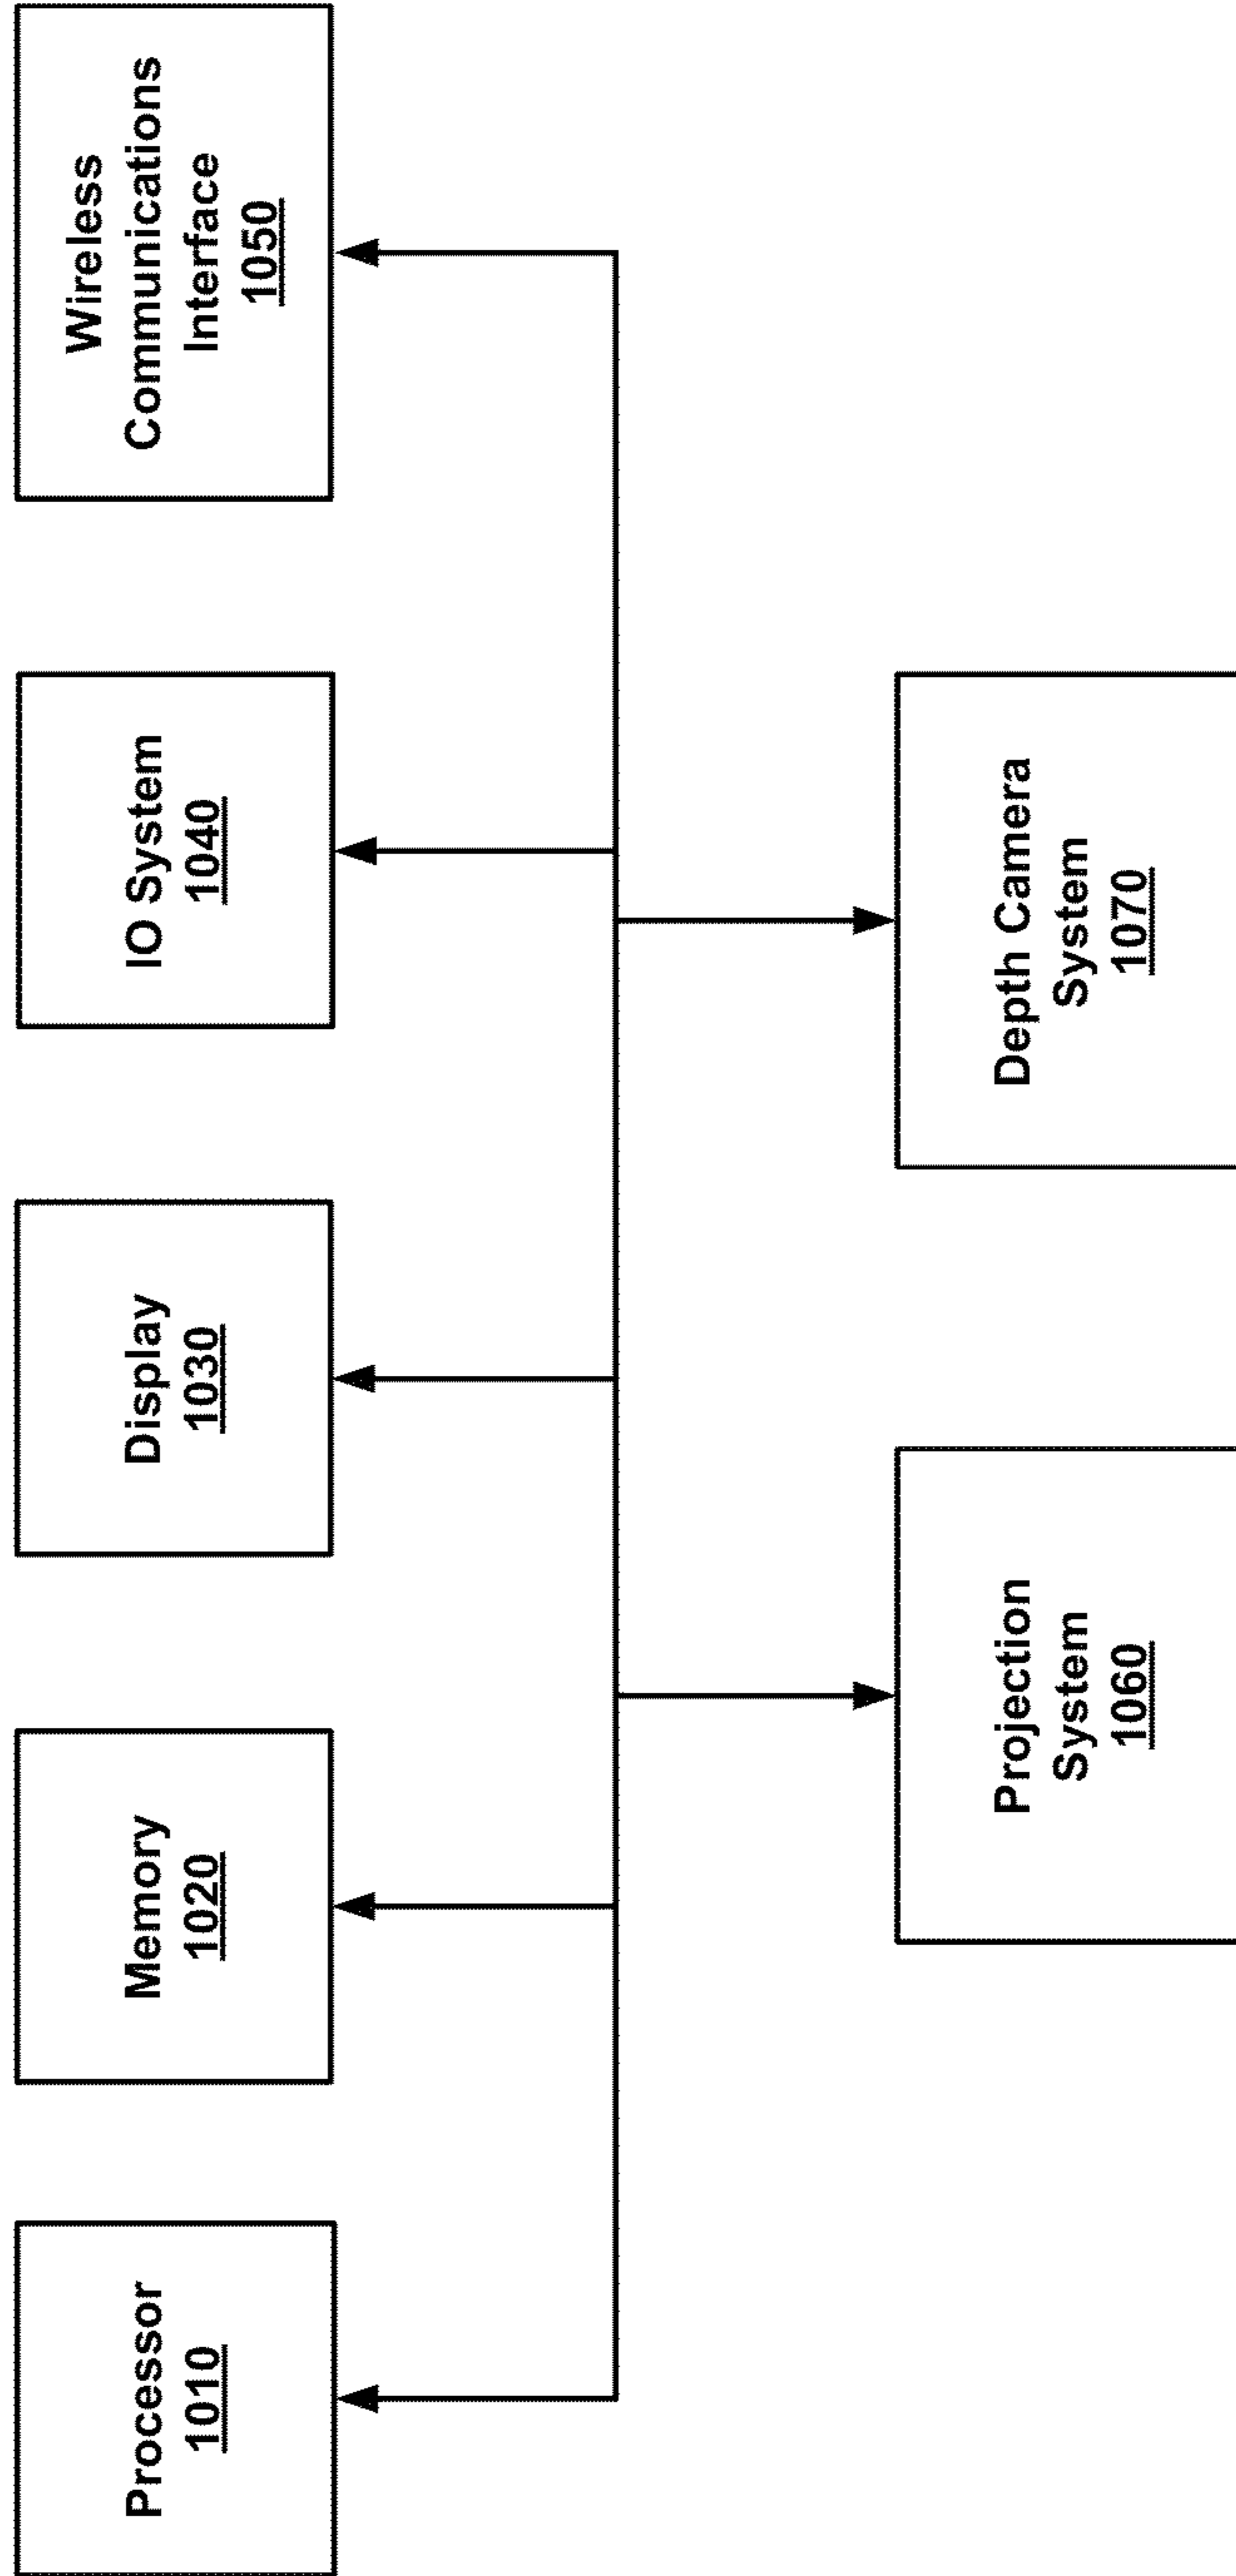 Processor
1010
Memory
1020
Display
1030
IO System
1040
Wireless
Communications
Interface
1050
Projection
System
1060
Depth Camera
System
1070